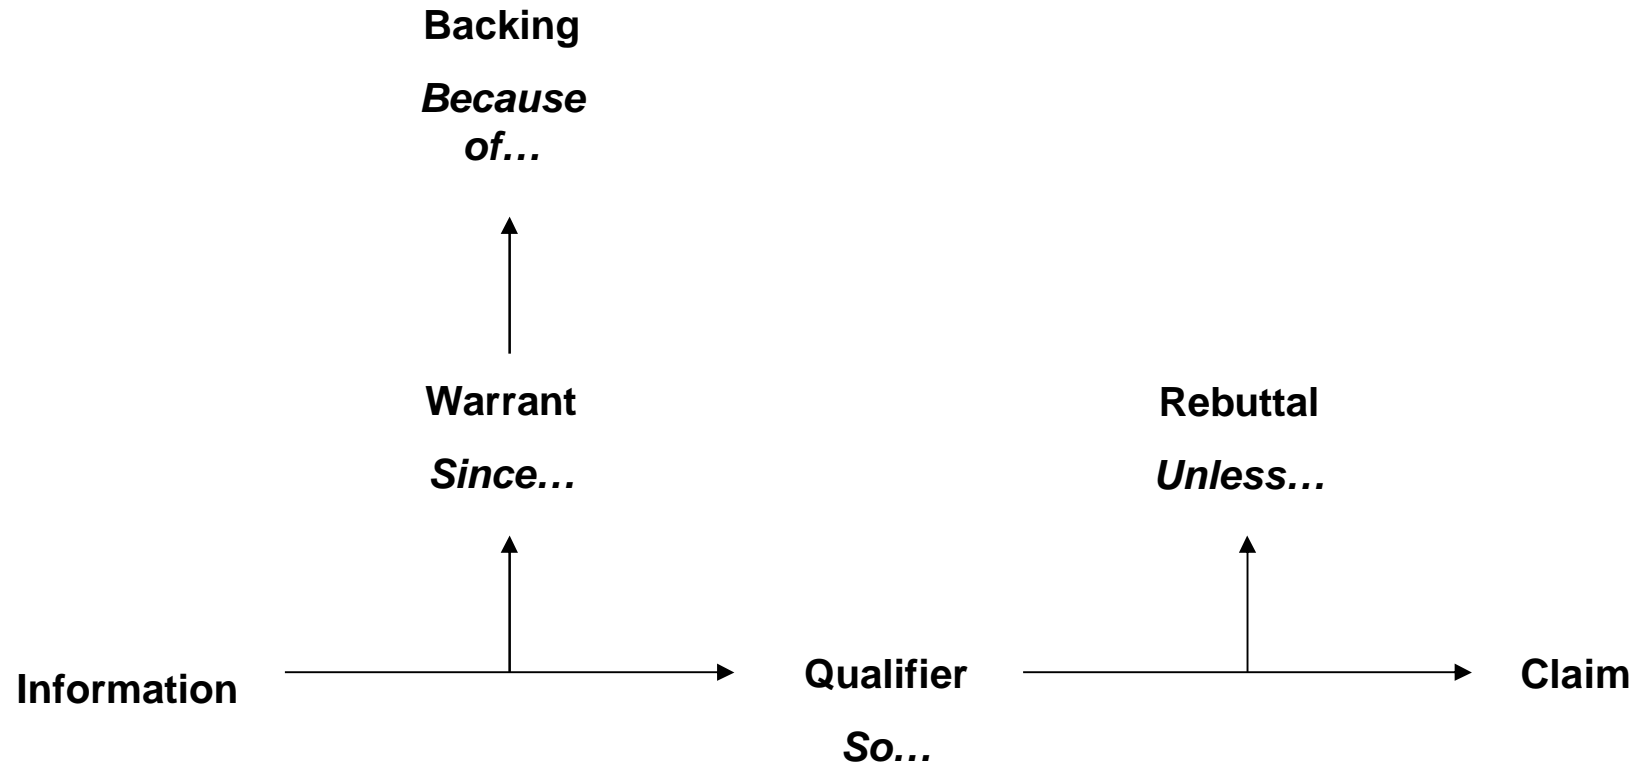 Backing
Because
of…
Warrant
Since…
Rebuttal
Unless…
Information
Qualifier
So…
Claim